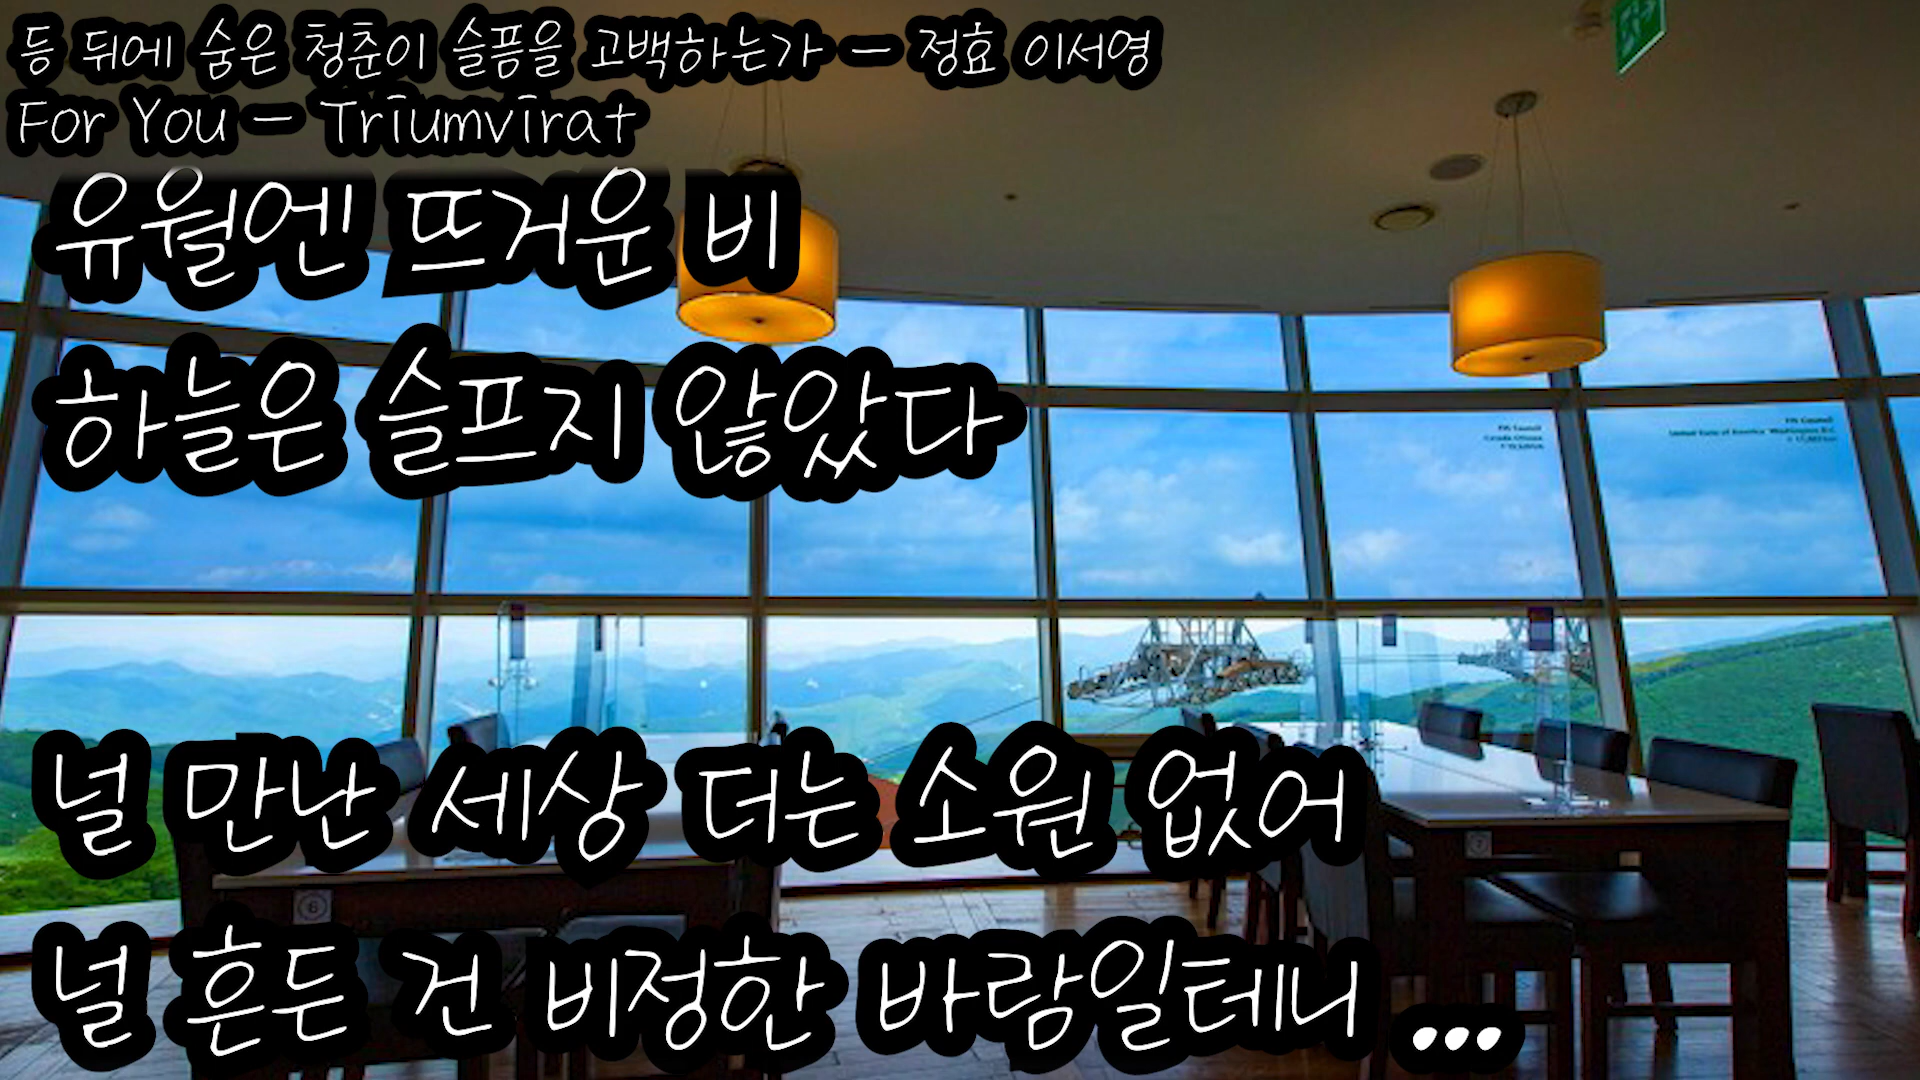 등 뒤에 숨은 청춘이 슬픔을 고백하는가 - 정효 이서영
For You - Triumvirat
유월엔 뜨거운 비
하늘은 슬프지 않았다
널 만난 세상 더는 소원 없어
널 흔든 건 비정한 바람일테니 ...
6
7